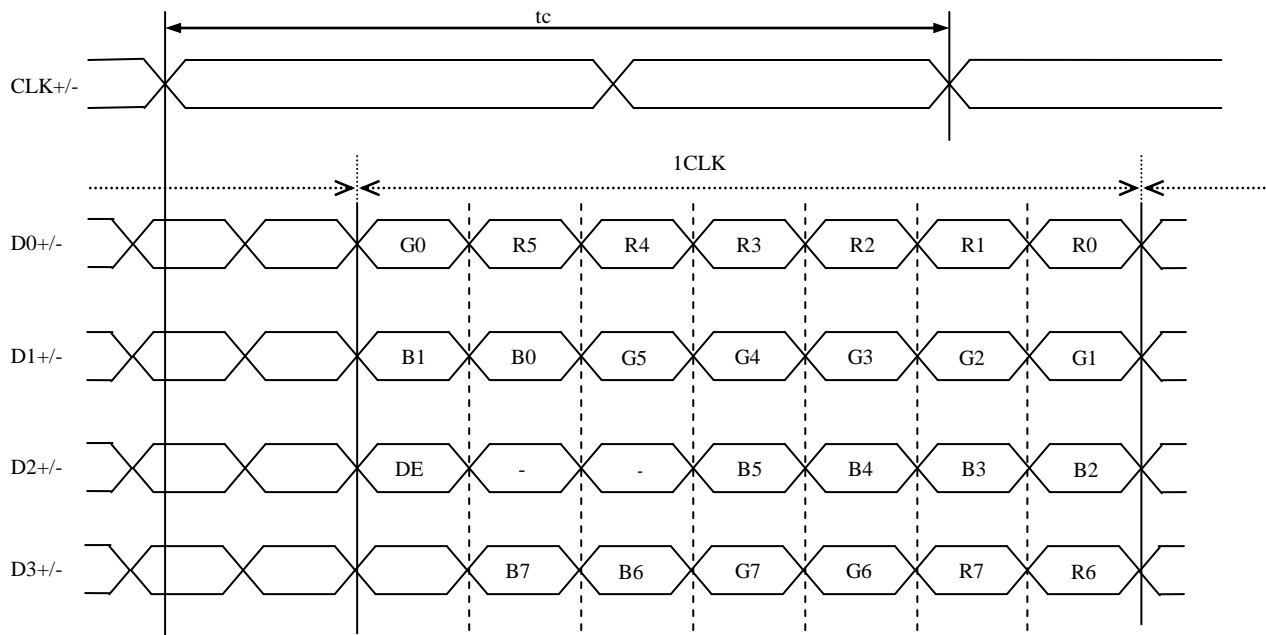 tc
CLK+/-
1CLK
D0+/- G0 R5 R4 R3 R2 R1 R0
D1+/- B1 B0 G5 G4 G3 G2 G1
D2+/- DE - - B5 B4 B3 B2
D3+/- B7 B6 G7 G6 R7 R6